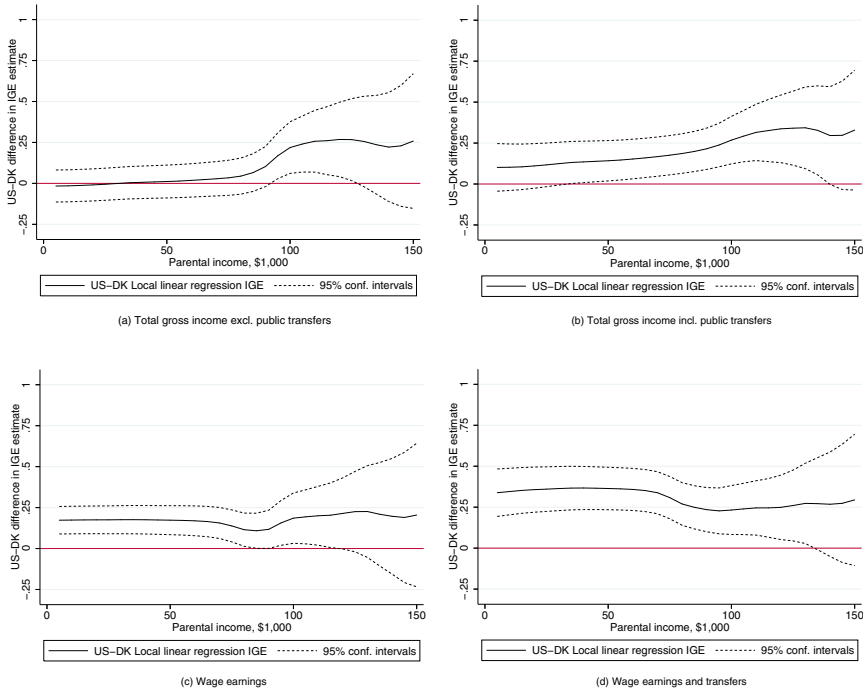 US−DK difference in IGE estimate
1
.75
.5
.25
0
−.25
0
50
100
150
Parental income, $1,000
US−DK Local linear regression IGE
95% conf. intervals
(a) Total gross income excl. public transfers
US−DK difference in IGE estimate
1
.75
.5
.25
0
−.25
0
50
100
150
Parental income, $1,000
US−DK Local linear regression IGE
95% conf. intervals
(b) Total gross income incl. public transfers
US−DK difference in IGE estimate
1
.75
.5
.25
0
−.25
0
50
100
150
Parental income, $1,000
US−DK Local linear regression IGE
95% conf. intervals
(c) Wage earnings
US−DK difference in IGE estimate
1
.75
.5
.25
0
−.25
0
50
100
150
Parental income, $1,000
US−DK Local linear regression IGE
95% conf. intervals
(d) Wage earnings and transfers